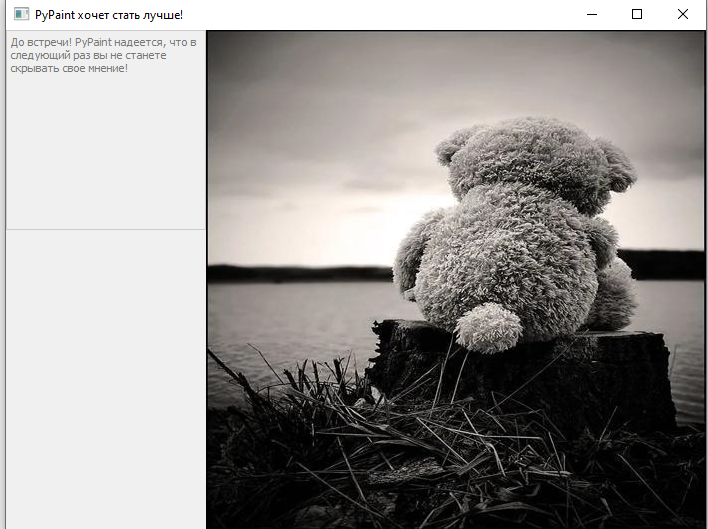 PyPaint хочет стать лучше!
До встречи! PyPaint надеется, что в
следующий раз вы не станете
скрывать свое мнение!